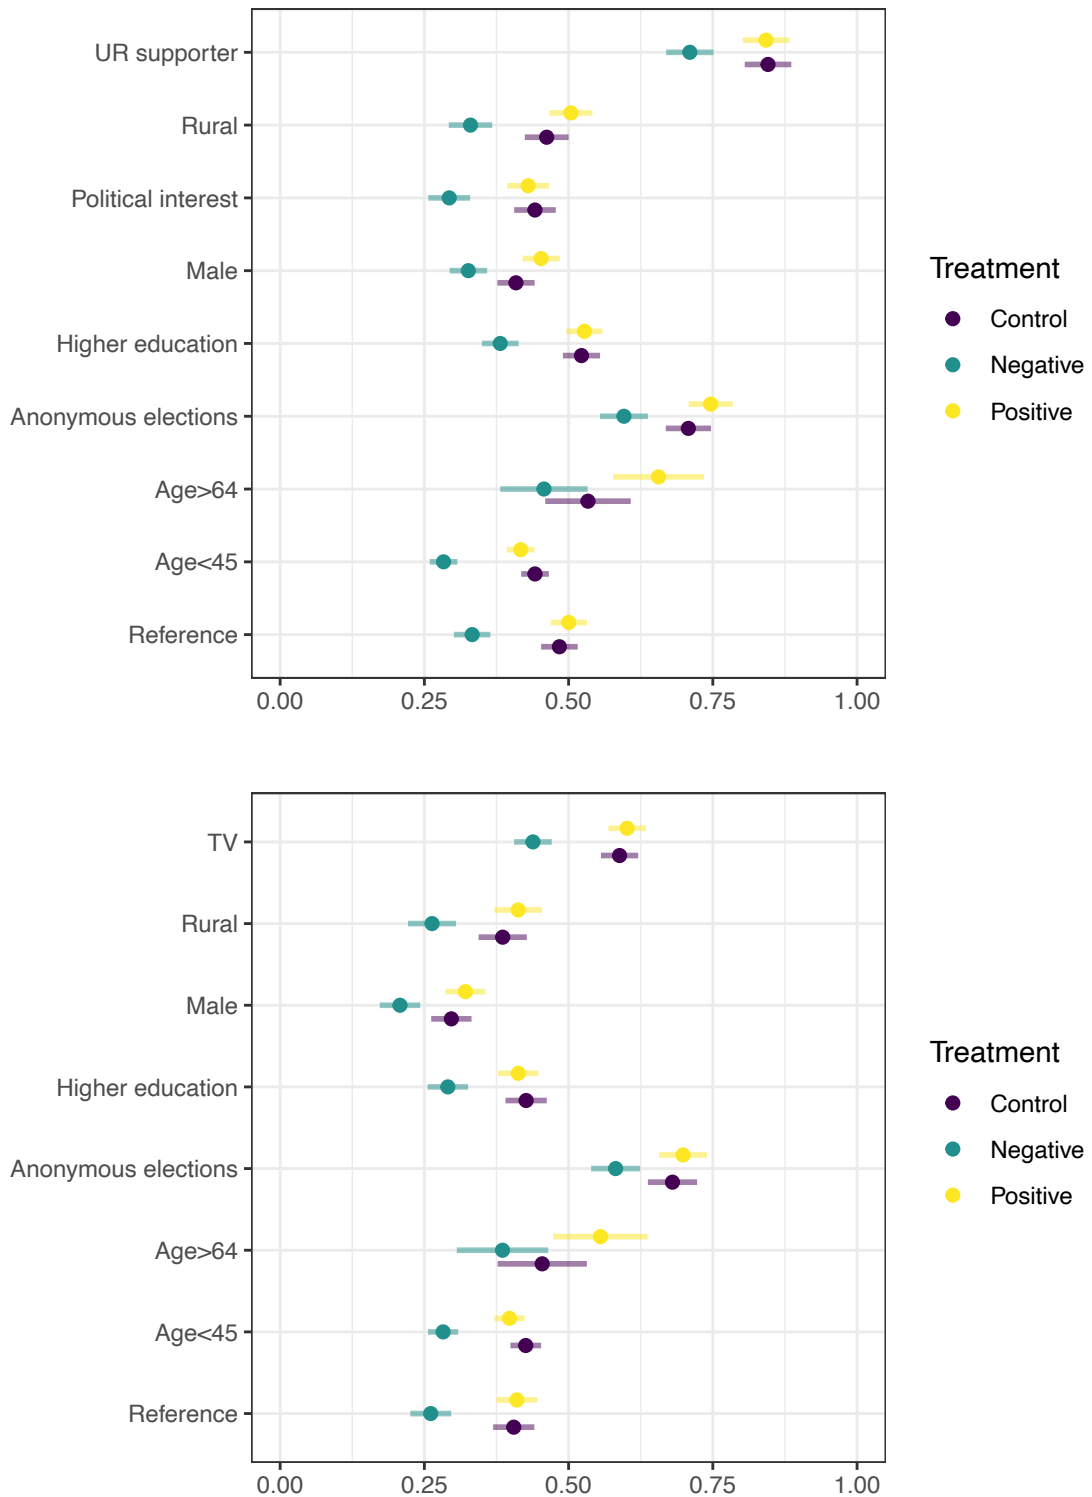 UR supporter
Rural
Political interest
Male
Higher education
Anonymous elections
Age>64
Age<45
Reference
0.00 0.25 0.50 0.75 1.00
Treatment
Control
Negative
Positive
TV
Rural
Male
Higher education
Anonymous elections
Age>64
Age<45
Reference
0.00 0.25 0.50 0.75 1.00
Treatment
Control
Negative
Positive